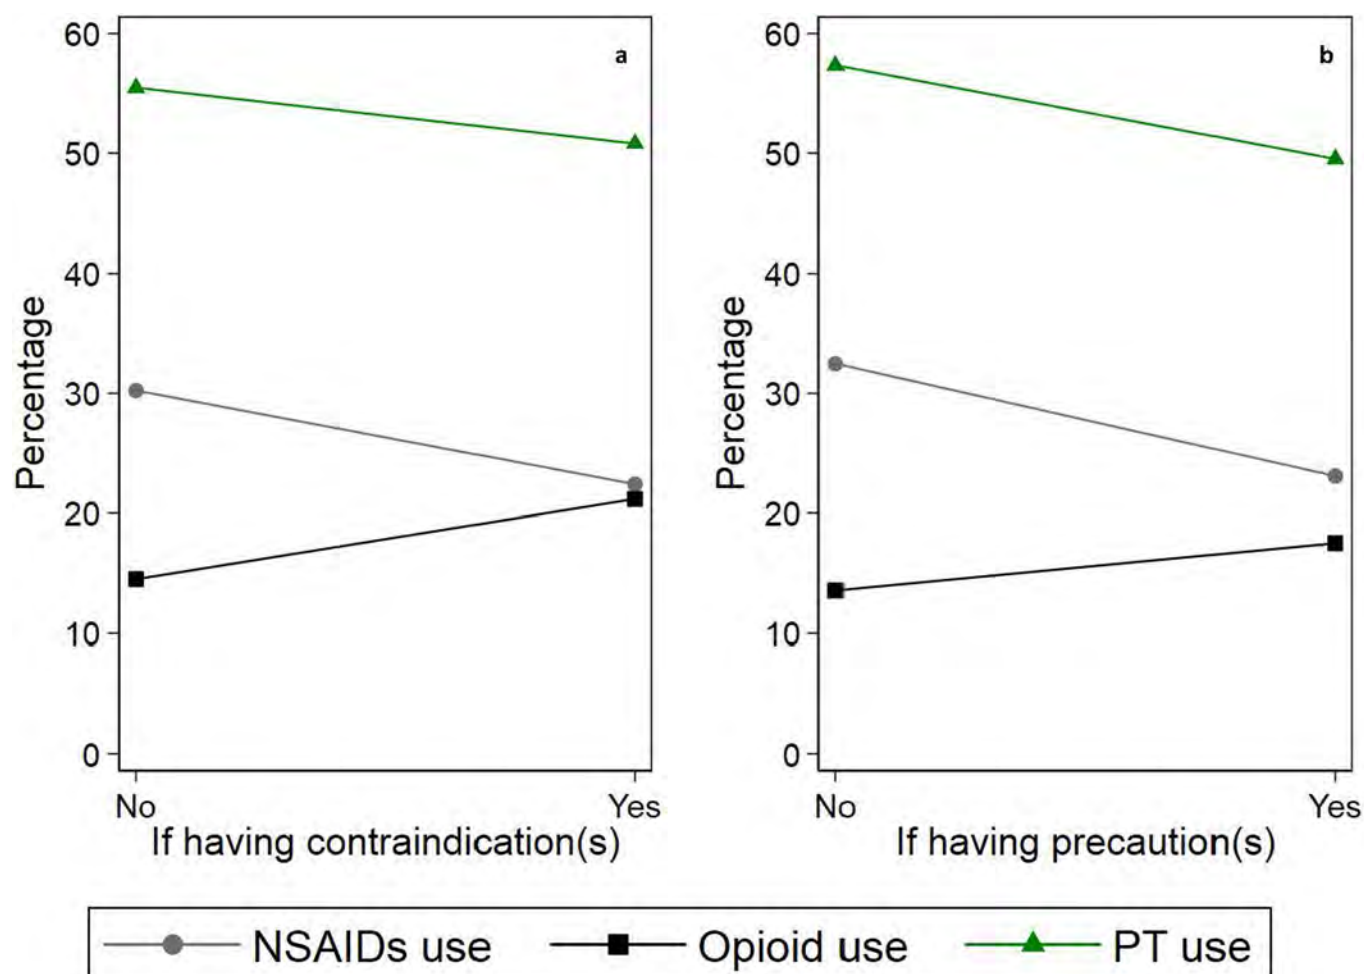 a
60
50
40
30
20
10
0
Percentage
No Yes
If having contraindication(s)
b
60
50
40
30
20
10
0
Percentage
No Yes
If having precaution(s)
NSAIDs use Opioid use PT use